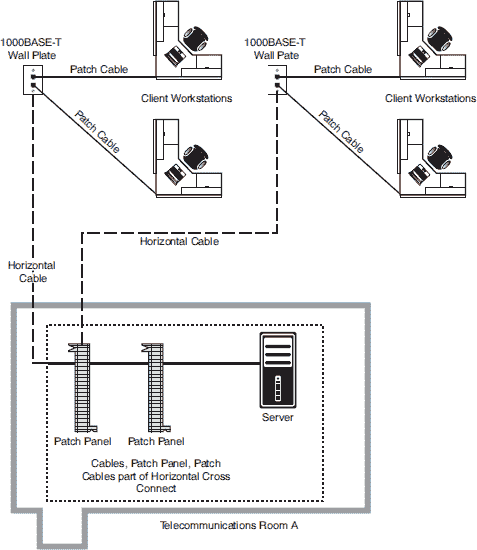 1000BASE-T
Wall Plate
Patch Cable
Client Workstations
Patch Cable
1000BASE-T
Wall Plate
Patch Cable
Client Workstations
Patch Cable
Horizontal Cable
Horizontal
Cable
Server
Patch Panel
Patch Panel
Cables, Patch Panel, Patch
Cables part of Horizontal Cross
Connect
Telecommunications Room A